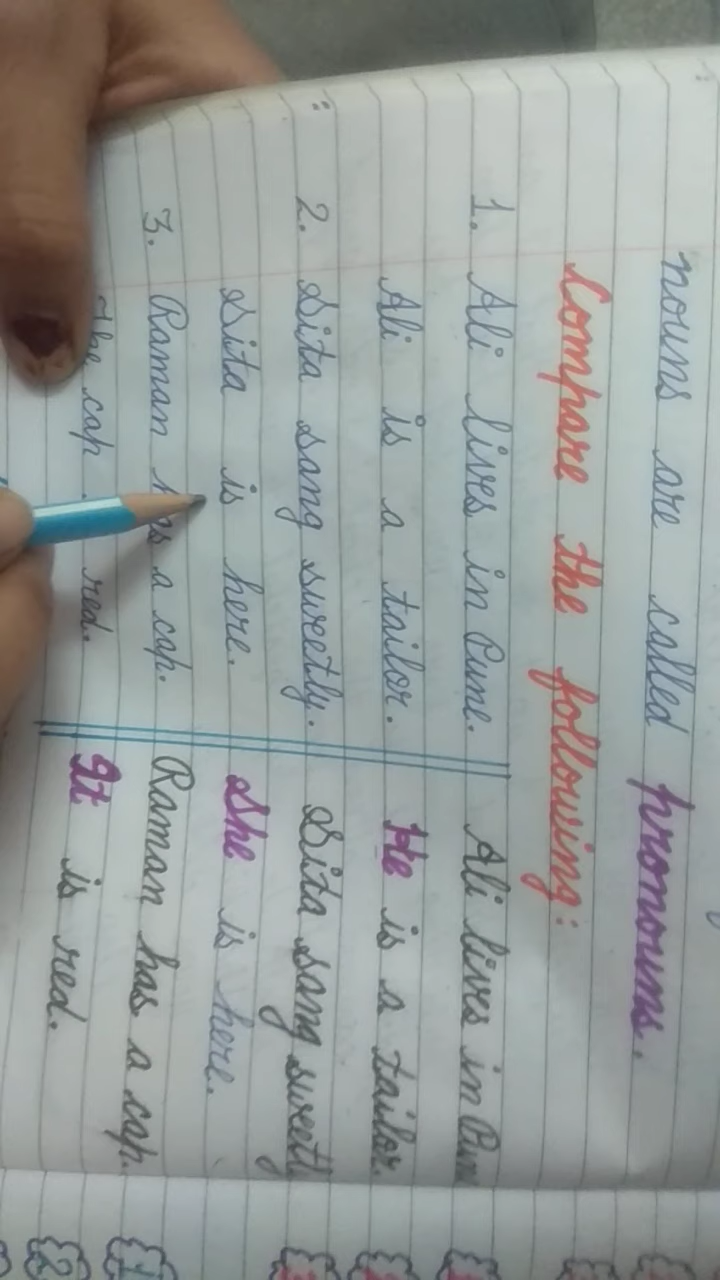 nouns are called pronouns.
Compare the following:
1. Ali lives in Pune. Ali lives in
Ali is a tailor. He is a tailor.
2. Sita sang sweetly. Sita sang
Sita is here. She is here.
3. Raman has a cap. Raman has a cap.
The cap red. It is red.